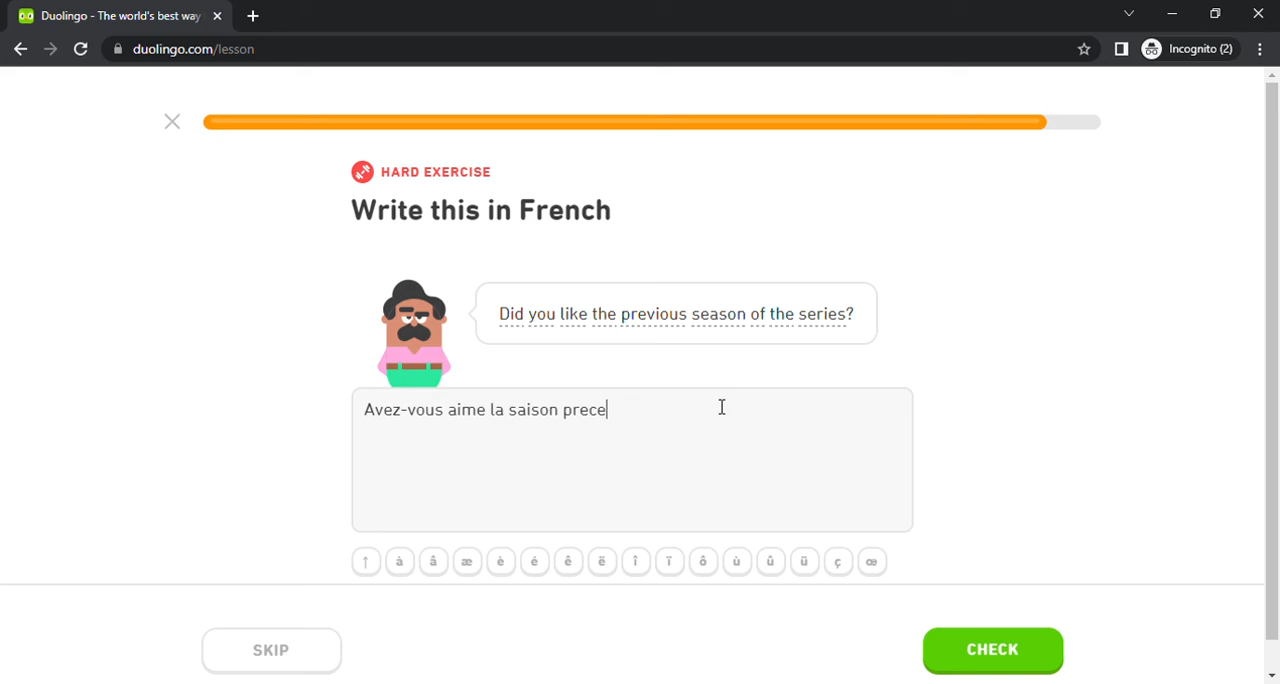 Duolingo - The world's best way
duolingo.com/lesson
Incognito (2)
HARD EXERCISE
Write this in French
Did you like the previous season of the series?
Avez-vous aime la saison prece
↑ à â æ è é ê ë î ï ô ù û ü ç œ
SKIP
CHECK